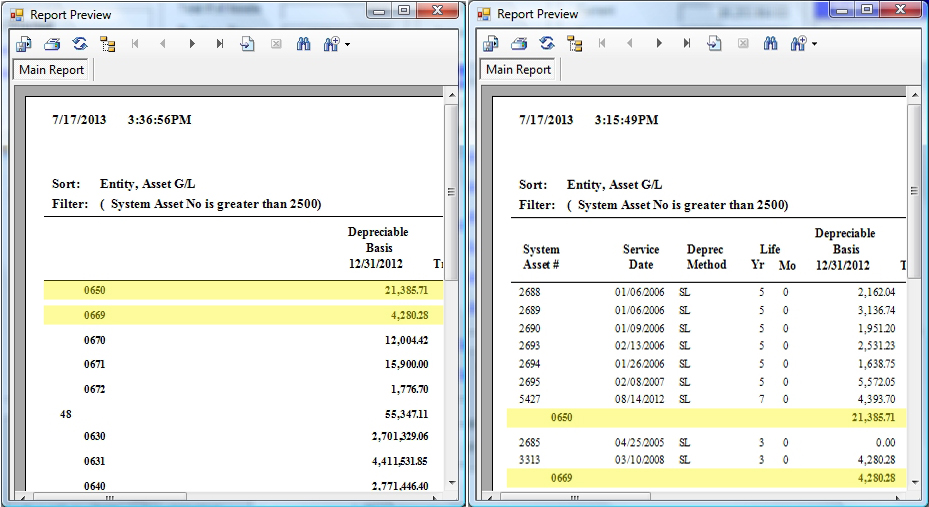 Report Preview
Main Report
7/17/2013 3:36:56PM
Sort: Entity, Asset G/L
Filter: ( System Asset No is greater than 2500)
Depreciable
Basis
12/31/2012
0650 21,385.71
0669 4,280.28
0670 12,004.42
0671 15,900.00
0672 1,776.70
48 55,347.11
0630 2,701,329.06
0631 4,411,531.85
0640 2,771,446.40
Report Preview
Main Report
7/17/2013 3:15:49PM
Sort: Entity, Asset G/L
Filter: ( System Asset No is greater than 2500)
Depreciable
System Service Deprec Life Basis
Asset # Date Method Yr Mo 12/31/2012 T
2688 01/06/2006 SL 5 0 2,162.04
2689 01/06/2006 SL 5 0 3,136.74
2690 01/09/2006 SL 5 0 1,951.20
2693 02/13/2006 SL 5 0 2,531.23
2694 01/26/2006 SL 5 0 1,638.75
2695 02/08/2007 SL 5 0 5,572.05
5427 08/14/2012 SL 7 0 4,393.70
0650 21,385.71
2685 04/25/2005 SL 3 0 0.00
3313 03/10/2008 SL 3 0 4,280.28
0669 4,280.28